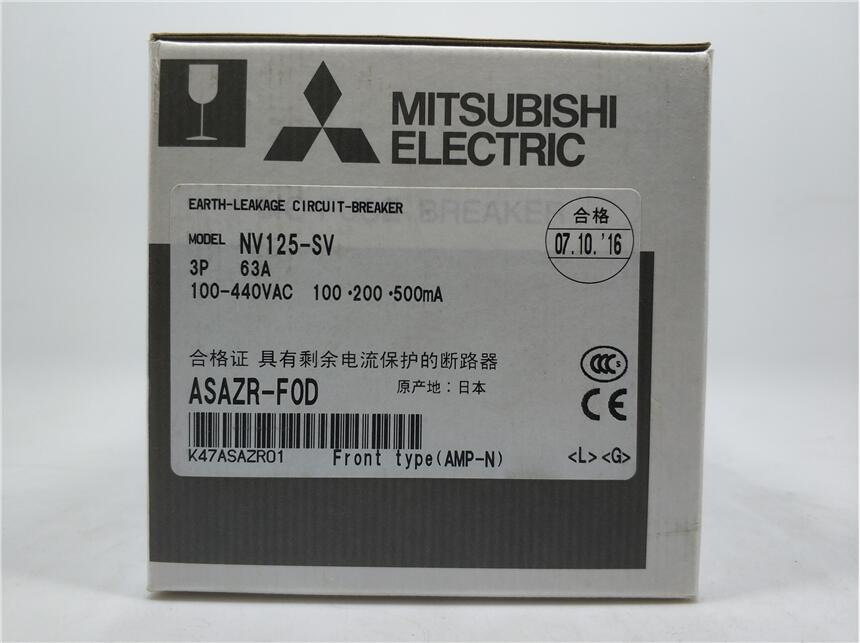 MITSUBISHI
ELECTRIC
EARTH-LEAKAGE CIRCUIT-BREAKER
MODEL NV125-SV
3P 63A
100-440VAC 100·200·500mA
合格
07.10.'16
合格证 具有剩余电流保护的断路器
ASAZR-F0D 原产地:日本
CCC S
CE
K47ASAZR01 Front type(AMP-N) <L> <G>